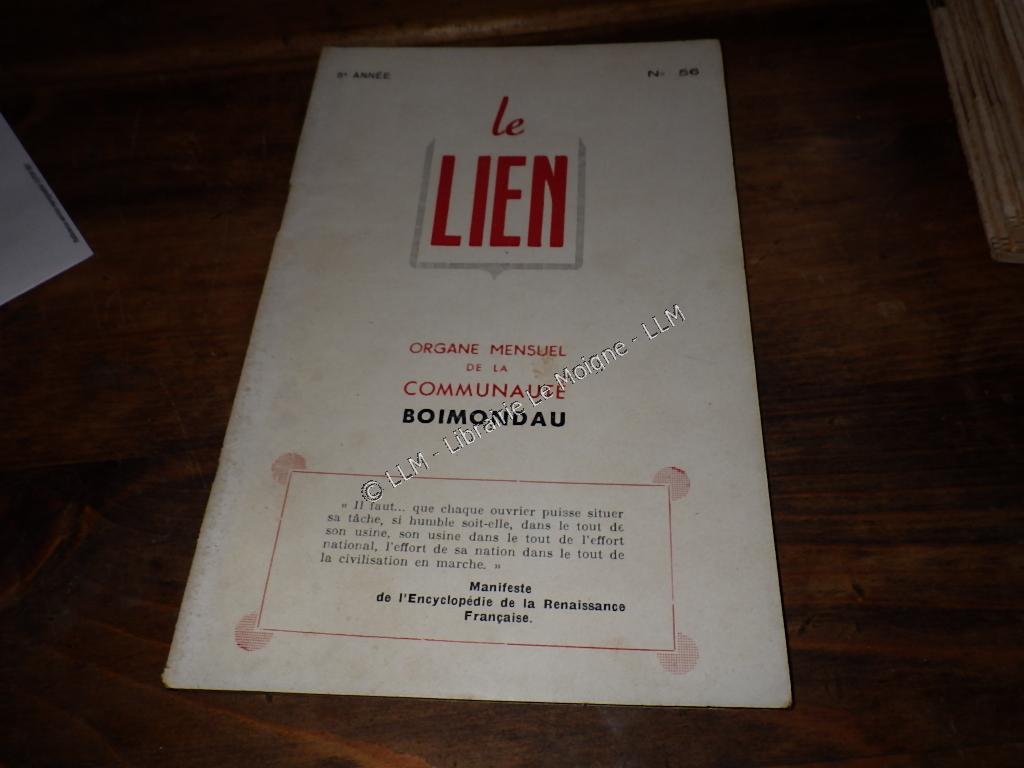 5e ANNÉE
No 56
le
LIEN
ORGANE MENSUEL
DE LA
COMMUNAUTÉ
BOIMONDAU
© LLM - Librairie Le Moigne - LLM
« Il faut... que chaque ouvrier puisse situer
sa tâche, si humble soit-elle, dans le tout de
son usine, son usine dans le tout de l'effort
national, l'effort de sa nation dans le tout de
la civilisation en marche. »
Manifeste
de l'Encyclopédie de la Renaissance
Française.